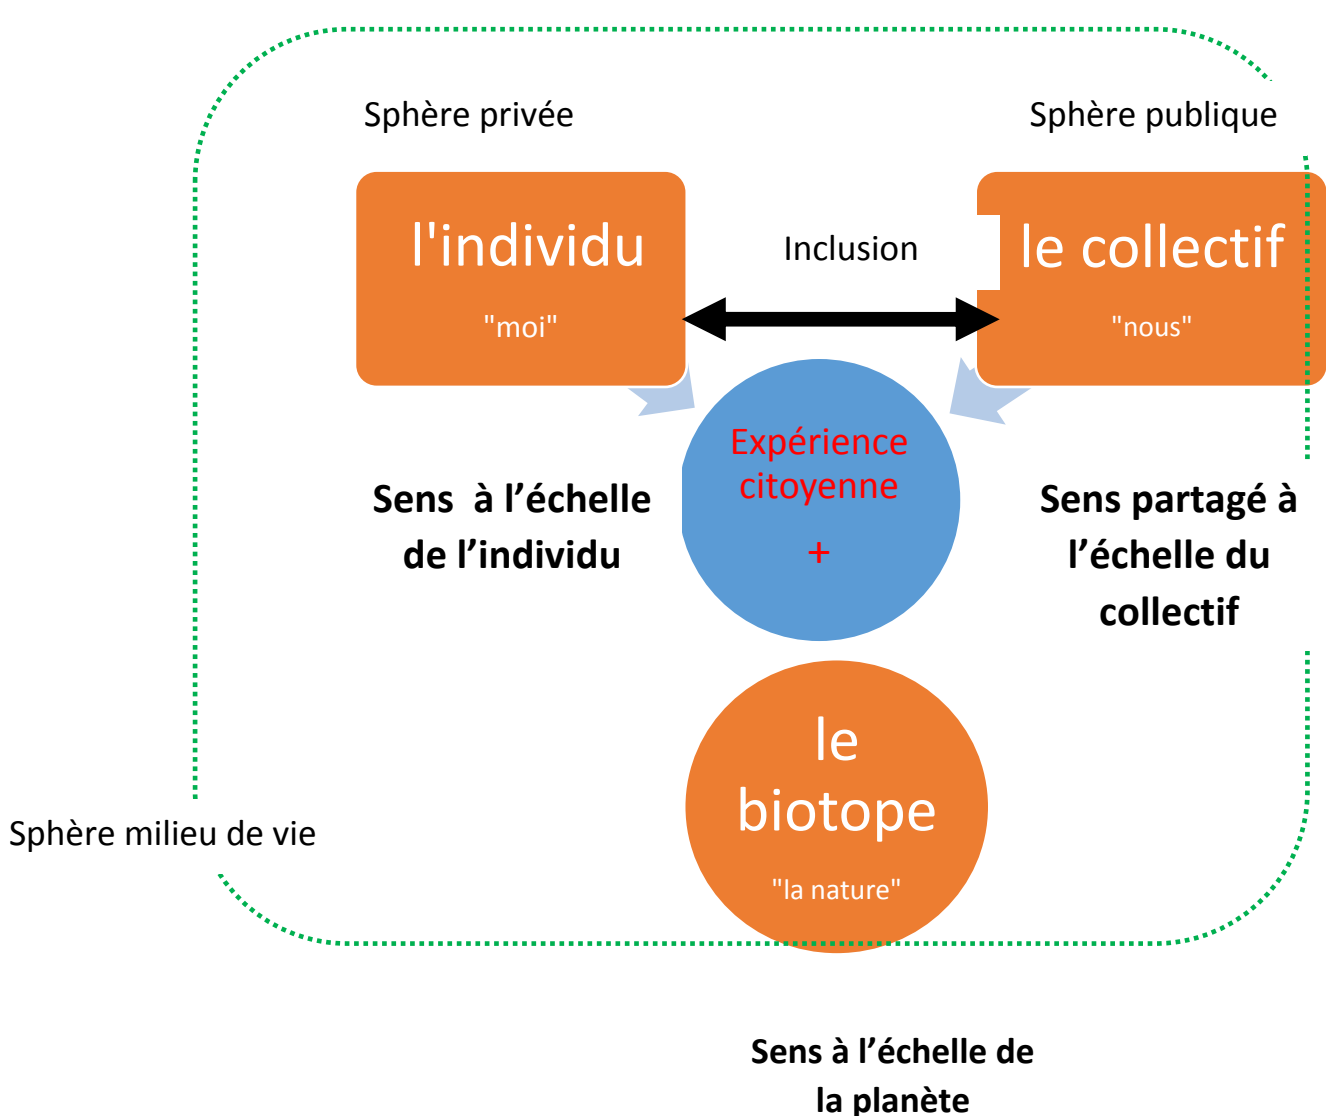 Sphère privée
Sphère publique
l'individu
"moi"
Inclusion
le collectif
"nous"
Expérience
citoyenne
+
Sens à l’échelle
de l’individu
Sens partagé à
l’échelle du
collectif
le
biotope
"la nature"
Sphère milieu de vie
Sens à l’échelle de
la planète